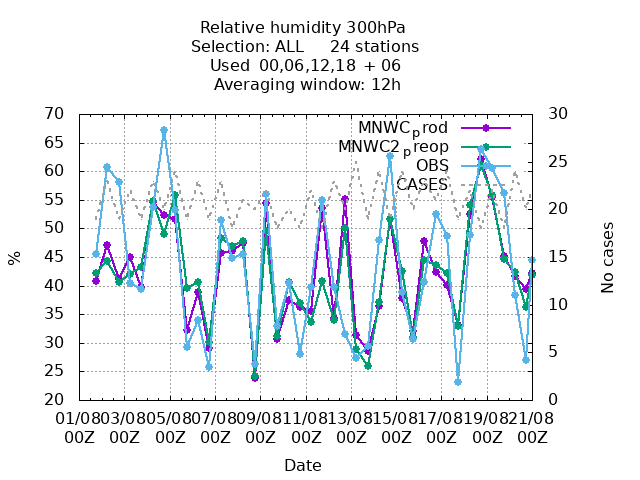 Relative humidity 300hPa
Selection: ALL 24 stations
Used 00,06,12,18 + 06
Averaging window: 12h
MNWC_prod
MNWC2_preop
OBS
CASES
70
65
60
55
50
45
40
35
30
25
20
%
30
25
20
15
10
5
0
No cases
01/08 03/08 05/08 07/08 09/08 11/08 13/08 15/08 17/08 19/08 21/08
00Z 00Z 00Z 00Z 00Z 00Z 00Z 00Z 00Z 00Z 00Z
Date